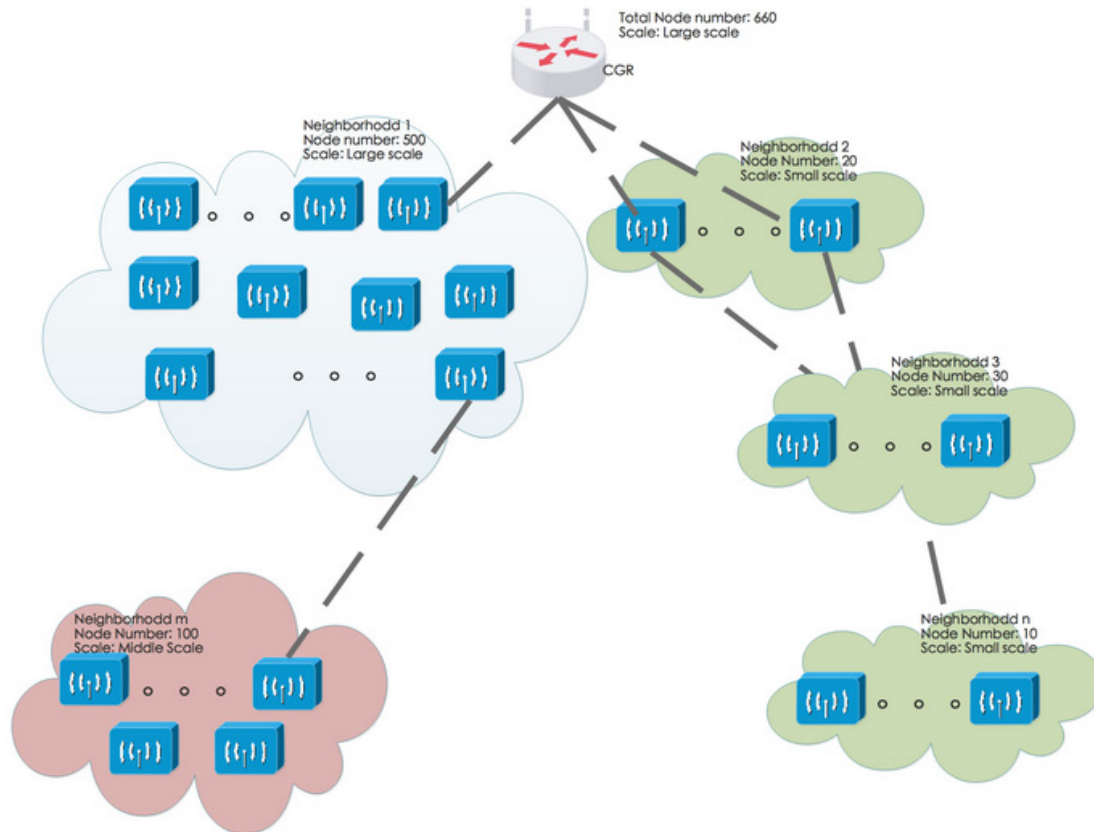 Total Node number: 660
Scale: Large scale
CGR
Neighborhodd 1
Node number: 500
Scale: Large scale
Neighborhodd 2
Node Number: 20
Scale: Small scale
Neighborhodd 3
Node Number: 30
Scale: Small scale
Neighborhodd m
Node Number: 100
Scale: Middle Scale
Neighborhodd n
Node Number: 10
Scale: Small scale